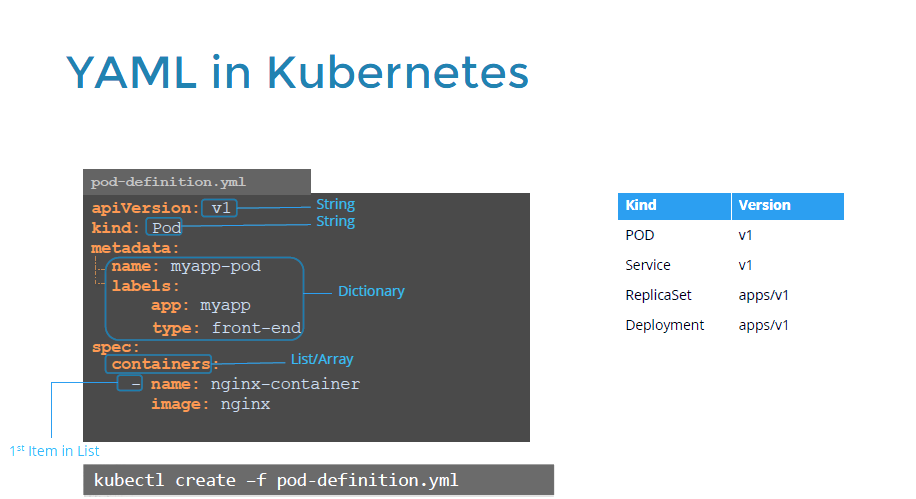 YAML in Kubernetes
pod-definition.yml
apiVersion: v1
String
kind: Pod
String
metadata:
name: myapp-pod
labels:
Dictionary
app: myapp
type: front-end
spec:
containers:
List/Array
- name: nginx-container
image: nginx
1st Item in List
kubectl create –f pod-definition.yml
Kind Version
POD v1
Service v1
ReplicaSet apps/v1
Deployment apps/v1